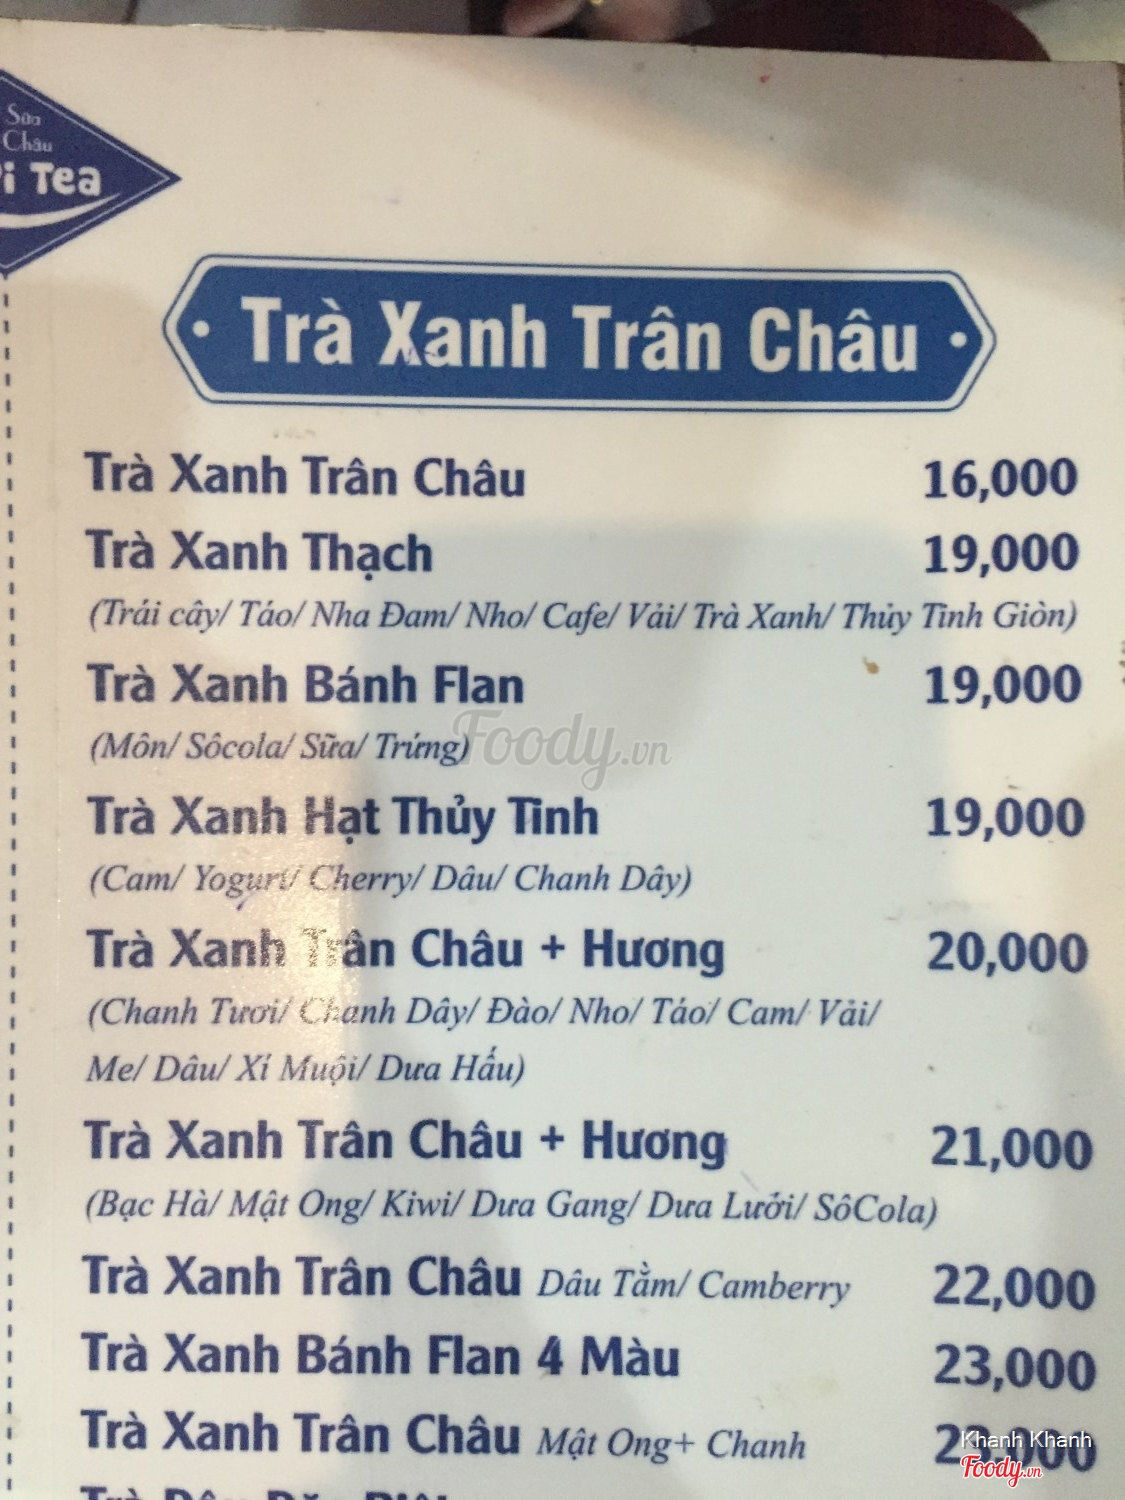 Sữa
Châu
i Tea
Trà Xanh Trân Châu
Trà Xanh Trân Châu 16,000
Trà Xanh Thạch 19,000
(Trái cây/ Táo/ Nha Đam/ Nho/ Cafe/ Vải/ Trà Xanh/ Thủy Tinh Giòn)
Trà Xanh Bánh Flan 19,000
(Môn/ Sôcola/ Sữa/ Trứng)
Foody.vn
Trà Xanh Hạt Thủy Tinh 19,000
(Cam/ Yogurt/ Cherry/ Dâu/ Chanh Dây)
Trà Xanh Trân Châu + Hương 20,000
(Chanh Tươi/ Chanh Dây/ Đào/ Nho/ Táo/ Cam/ Vải/
Me/ Dâu/ Xí Muội/ Dưa Hấu)
Trà Xanh Trân Châu + Hương 21,000
(Bạc Hà/ Mật Ong/ Kiwi/ Dưa Gang/ Dưa Lưới/ SôCola)
Trà Xanh Trân Châu Dâu Tằm/ Camberry 22,000
Trà Xanh Bánh Flan 4 Màu 23,000
Trà Xanh Trân Châu Mật Ong+ Chanh
Khanh Khanh
Foody.vn